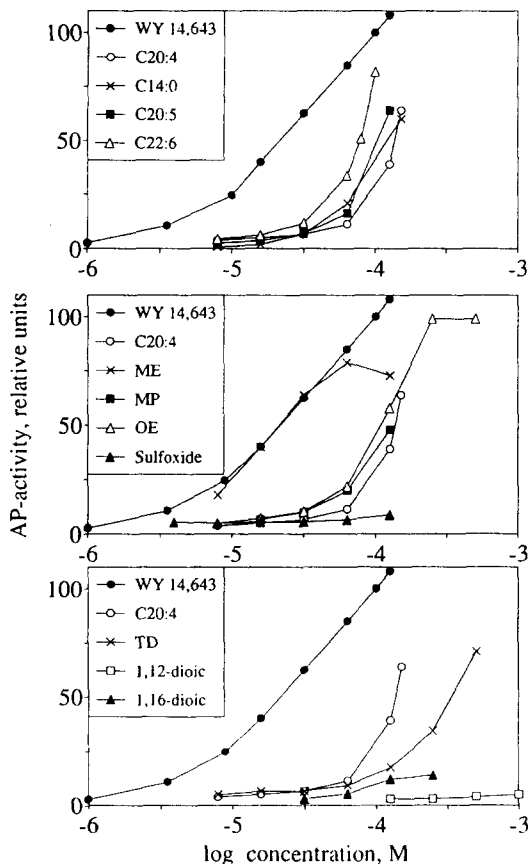 100
50
0
WY 14,643
C20:4
C14:0
C20:5
C22:6
-6 -5 -4 -3
100
50
0
WY 14,643
C20:4
ME
MP
OE
Sulfoxide
-6 -5 -4 -3
100
50
0
WY 14,643
C20:4
TD
1,12-dioic
1,16-dioic
-6 -5 -4 -3
AP-activity, relative units
log concentration, M